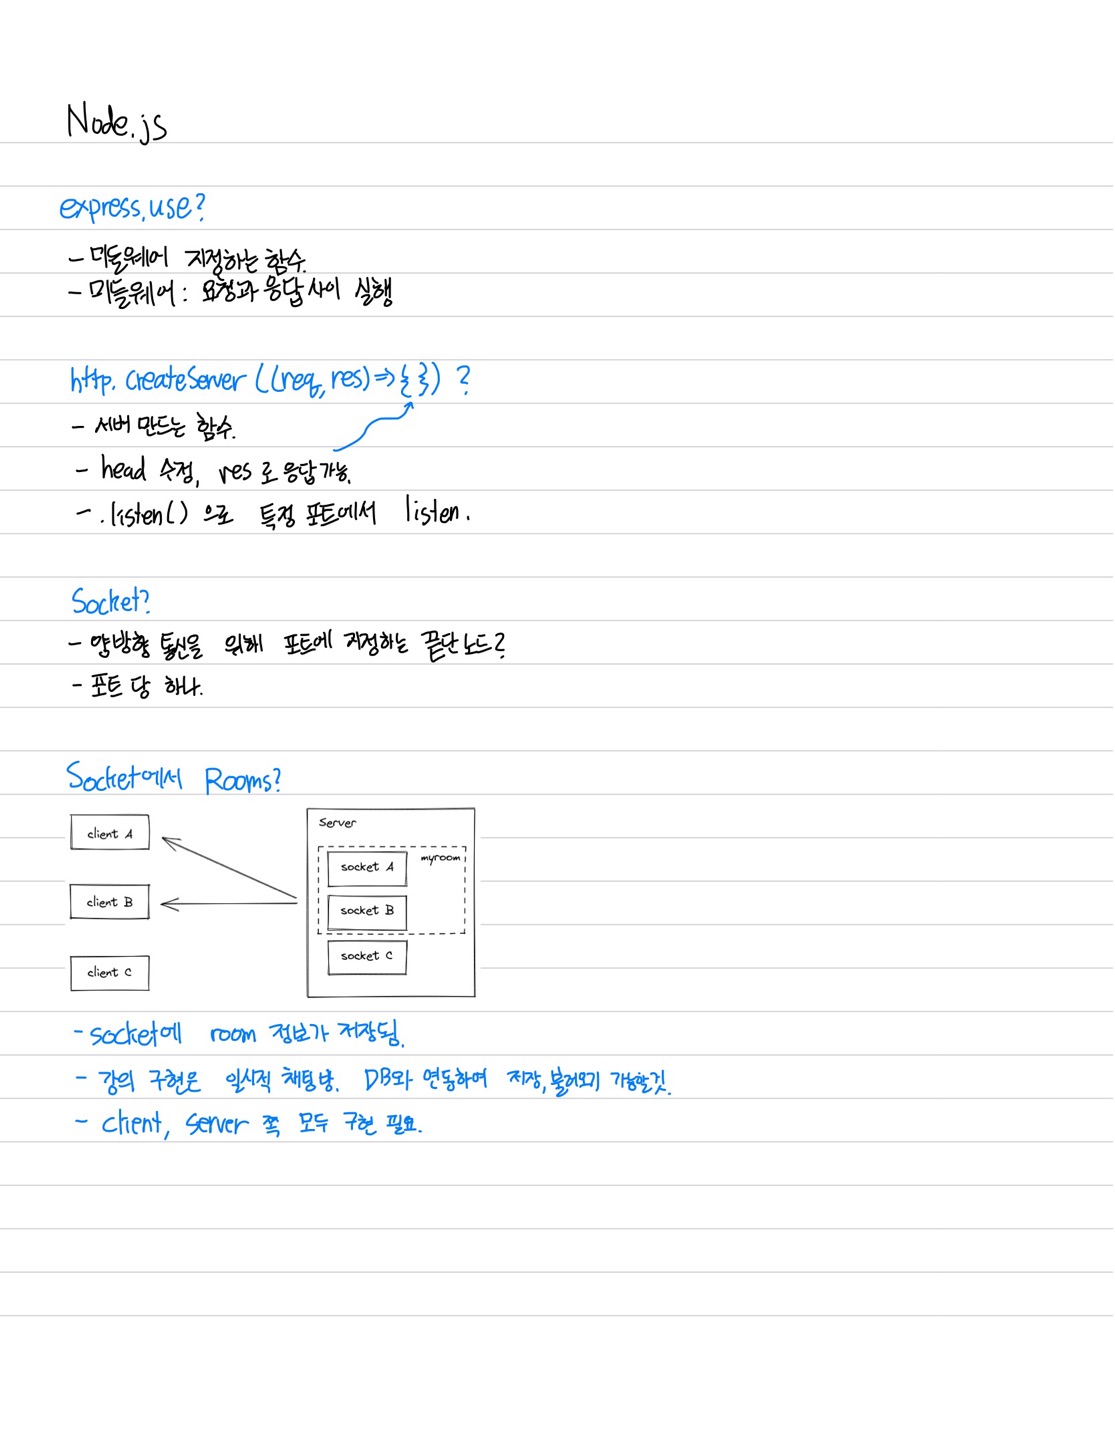 Node.js
express.use?
- 미들웨어 지정하는 함수.
- 미들웨어 : 요청과 응답 사이 실행
http. createServer ((req, res)=>{ }) ?
- 서버 만드는 함수.
- head 수정, res 로 응답가능.
- .listen() 으로 특정 포트에서 listen.
Socket?
- 양방향 통신을 위해 포트에 지정하는 끝단노드?
- 포트 당 하나.
Socket에서 Rooms?
Server
client A
myroom
socket A
client B
socket B
socket C
client C
- socket에 room 정보가 저장됨.
- 강의 구현은 일시적 채팅방. DB와 연동하여 저장, 불러오기 가능할것.
- client, server 쪽 모두 구현 필요.